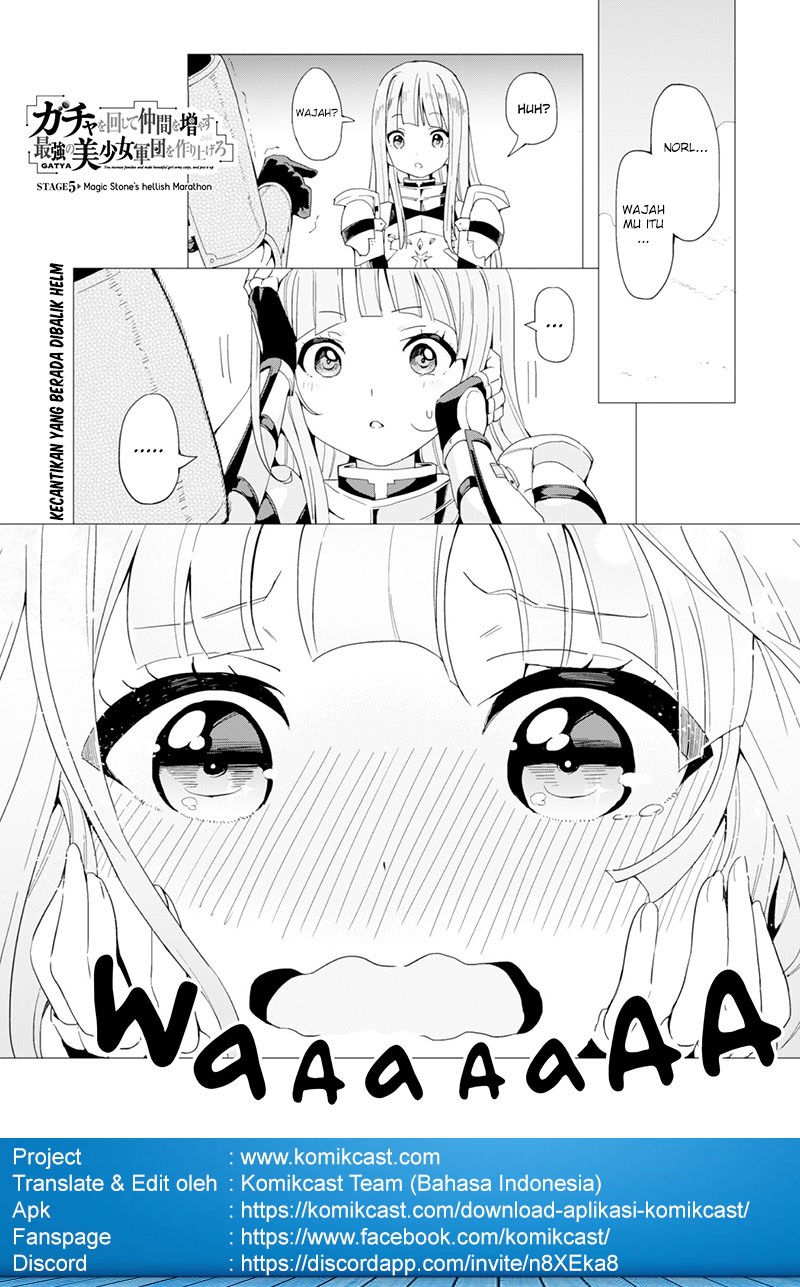 NORL...
WAJAH
MU ITU
...
HUH?
WAJAH?
ガチャを回して仲間を増やす
最強の美少女軍団を作り上げろ
GATYA
STAGE5 Magic Stone's hellish Marathon
...
KECANTIKAN YANG BERADA DIBALIK HELM
.....
WaAaAaAAA
Project : www.komikcast.com
Translate & Edit oleh : Komikcast Team (Bahasa Indonesia)
Apk : https://komikcast.com/download-aplikasi-komikcast/
Fanspage : https://www.facebook.com/komikcast/
Discord : https://discordapp.com/invite/n8XEka8